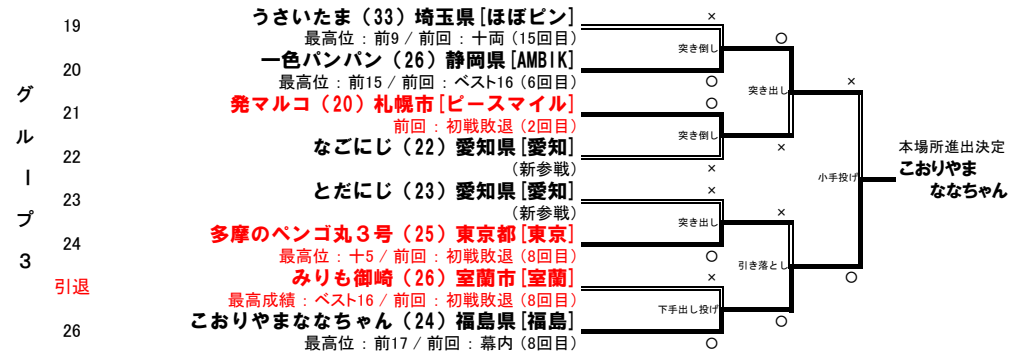 グループ3
19
うさいたま（33）埼玉県[ほぼピン]
最高位：前9 / 前回：十両（15回目）
×
突き倒し
20
一色パンパン（26）静岡県[AMBIK]
最高位：前15 / 前回：ベスト16（6回目）
○
○
突き出し
×
21
発マルコ（20）札幌市[ピースマイル]
前回：初戦敗退（2回目）
○
突き倒し
22
なごにじ（22）愛知県[愛知]
（新参戦）
×
×
小手投げ
本場所進出決定
こおりやま
ななちゃん
23
とだにじ（23）愛知県[愛知]
（新参戦）
×
突き出し
24
多摩のペンゴ丸３号（25）東京都[東京]
最高位：十5 / 前回：初戦敗退（8回目）
○
×
引き落とし
○
引退
みりも御崎（26）室蘭市[室蘭]
最高成績：ベスト16 / 前回：初戦敗退（8回目）
×
下手出し投げ
26
こおりやまななちゃん（24）福島県[福島]
最高位：前17 / 前回：幕内（8回目）
○
○